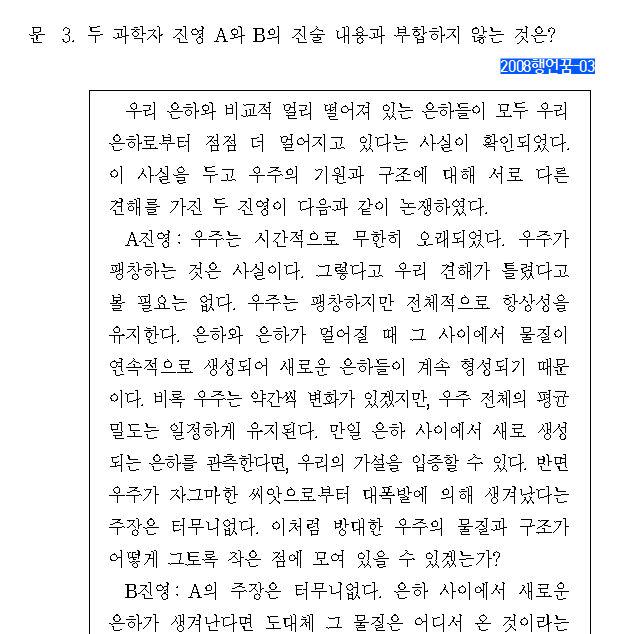 문 3. 두 과학자 진영 A와 B의 진술 내용과 부합하지 않는 것은?
2008행언꿈-03
우리 은하와 비교적 멀리 떨어져 있는 은하들이 모두 우리
은하로부터 점점 더 멀어지고 있다는 사실이 확인되었다.
이 사실을 두고 우주의 기원과 구조에 대해 서로 다른
견해를 가진 두 진영이 다음과 같이 논쟁하였다.
A진영: 우주는 시간적으로 무한히 오래되었다. 우주가
팽창하는 것은 사실이다. 그렇다고 우리 견해가 틀렸다고
볼 필요는 없다. 우주는 팽창하지만 전체적으로 항상성을
유지한다. 은하와 은하가 멀어질 때 그 사이에서 물질이
연속적으로 생성되어 새로운 은하들이 계속 형성되기 때문
이다. 비록 우주는 약간씩 변화가 있겠지만, 우주 전체의 평균
밀도는 일정하게 유지된다. 만일 은하 사이에서 새로 생성
되는 은하를 관측한다면, 우리의 가설을 입증할 수 있다. 반면
우주가 자그마한 씨앗으로부터 대폭발에 의해 생겨났다는
주장은 터무니없다. 이처럼 방대한 우주의 물질과 구조가
어떻게 그토록 작은 점에 모여 있을 수 있겠는가?
B진영: A의 주장은 터무니없다. 은하 사이에서 새로운
은하가 생겨난다면 도대체 그 물질은 어디서 온 것이라는